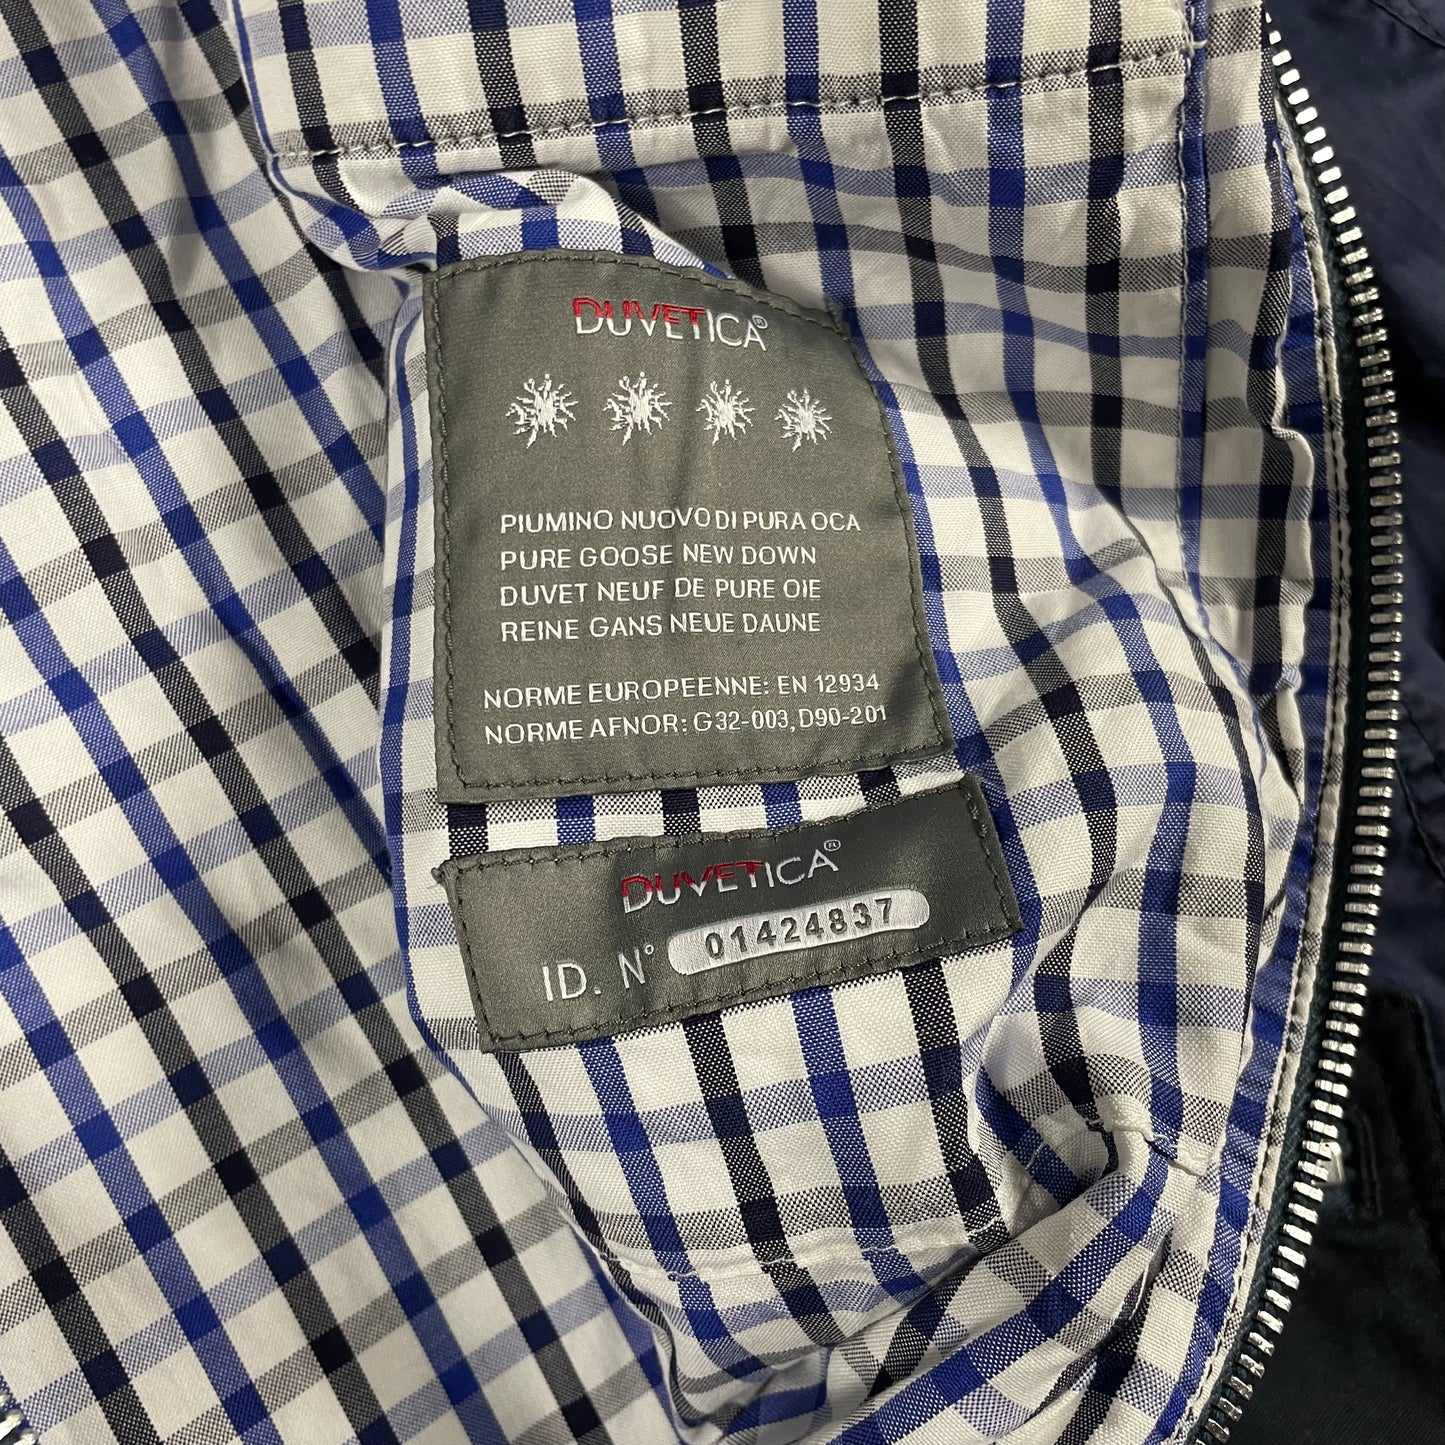 DUVETICA®
PIUMINO NUOVO DI PURA OCA
PURE GOOSE NEW DOWN
DUVET NEUF DE PURE OIE
REINE GANS NEUE DAUNE
NORME EUROPEENNE: EN 12934
NORME AFNOR: G32-003, D90-201
DUVETICA®
ID. N° 01424837